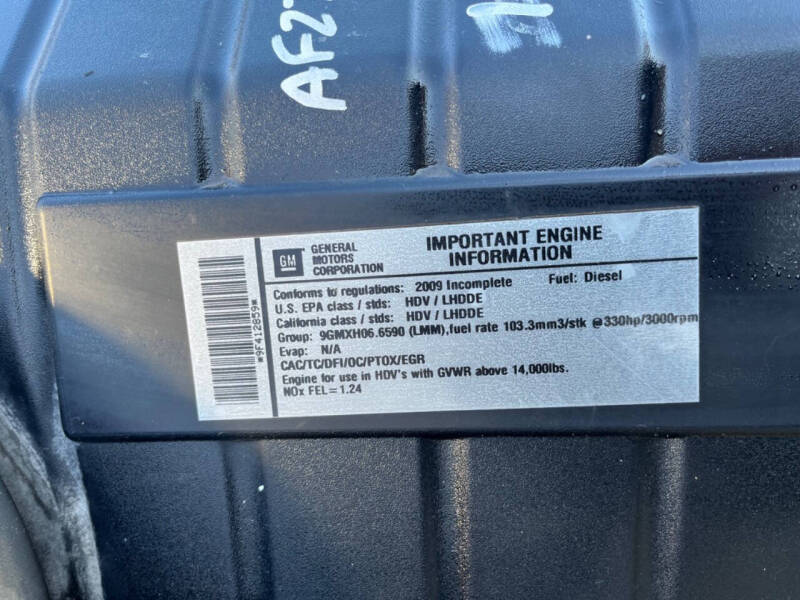 AF2
GM
GENERAL
MOTORS
CORPORATION
IMPORTANT ENGINE
INFORMATION
Conforms to regulations: 2009 Incomplete Fuel: Diesel
U.S. EPA class / stds: HDV / LHDDE
California class / stds: HDV / LHDDE
Group: 9GMXH06.6590 (LMM),fuel rate 103.3mm3/stk @330hp/3000rpm
Evap: N/A
CAC/TC/DFI/OC/PTOX/EGR
Engine for use in HDV's with GVWR above 14,000lbs.
NOx FEL=1.24
*9F412859*